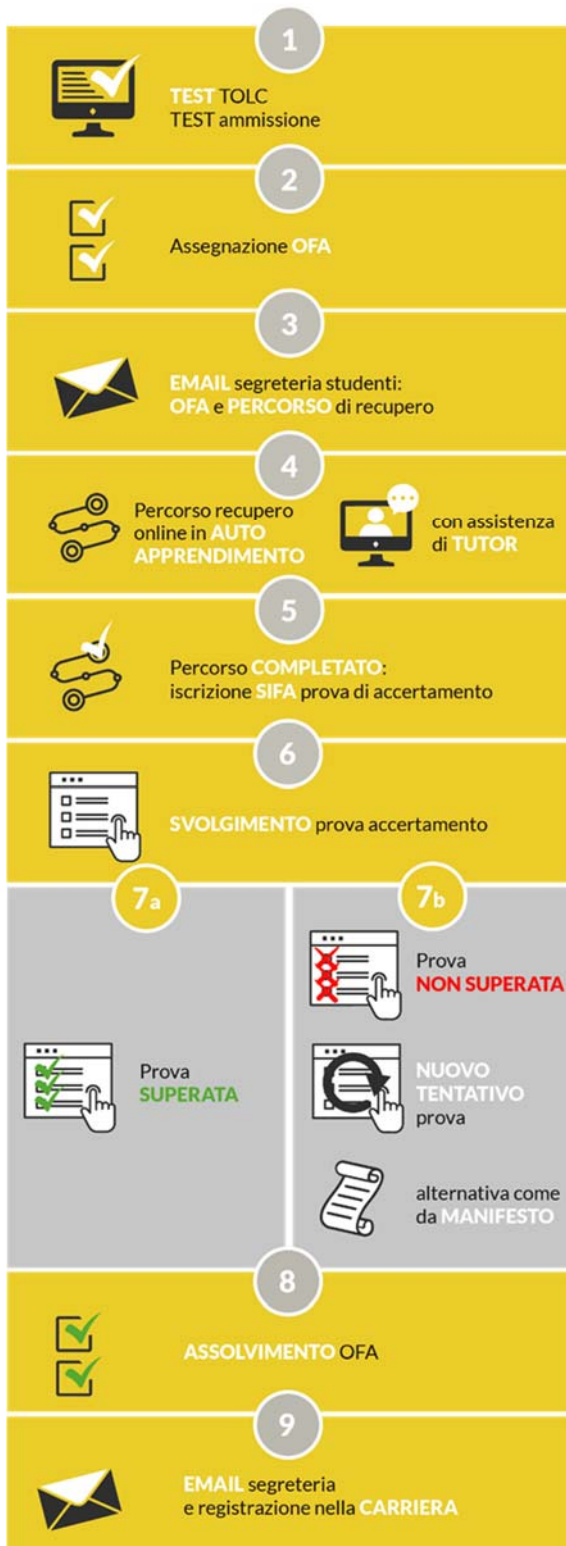 1
TEST TOLC
TEST ammissione
2
Assegnazione OFA
3
EMAIL segreteria studenti:
OFA e PERCORSO di recupero
4
Percorso recupero
online in AUTO
APPRENDIMENTO
con assistenza
di TUTOR
5
Percorso COMPLETATO:
iscrizione SIFA prova di accertamento
6
SVOLGIMENTO prova accertamento
7a
Prova
SUPERATA
7b
Prova
NON SUPERATA
NUOVO
TENTATIVO
prova
alternativa come
da MANIFESTO
8
ASSOLVIMENTO OFA
9
EMAIL segreteria
e registrazione nella CARRIERA